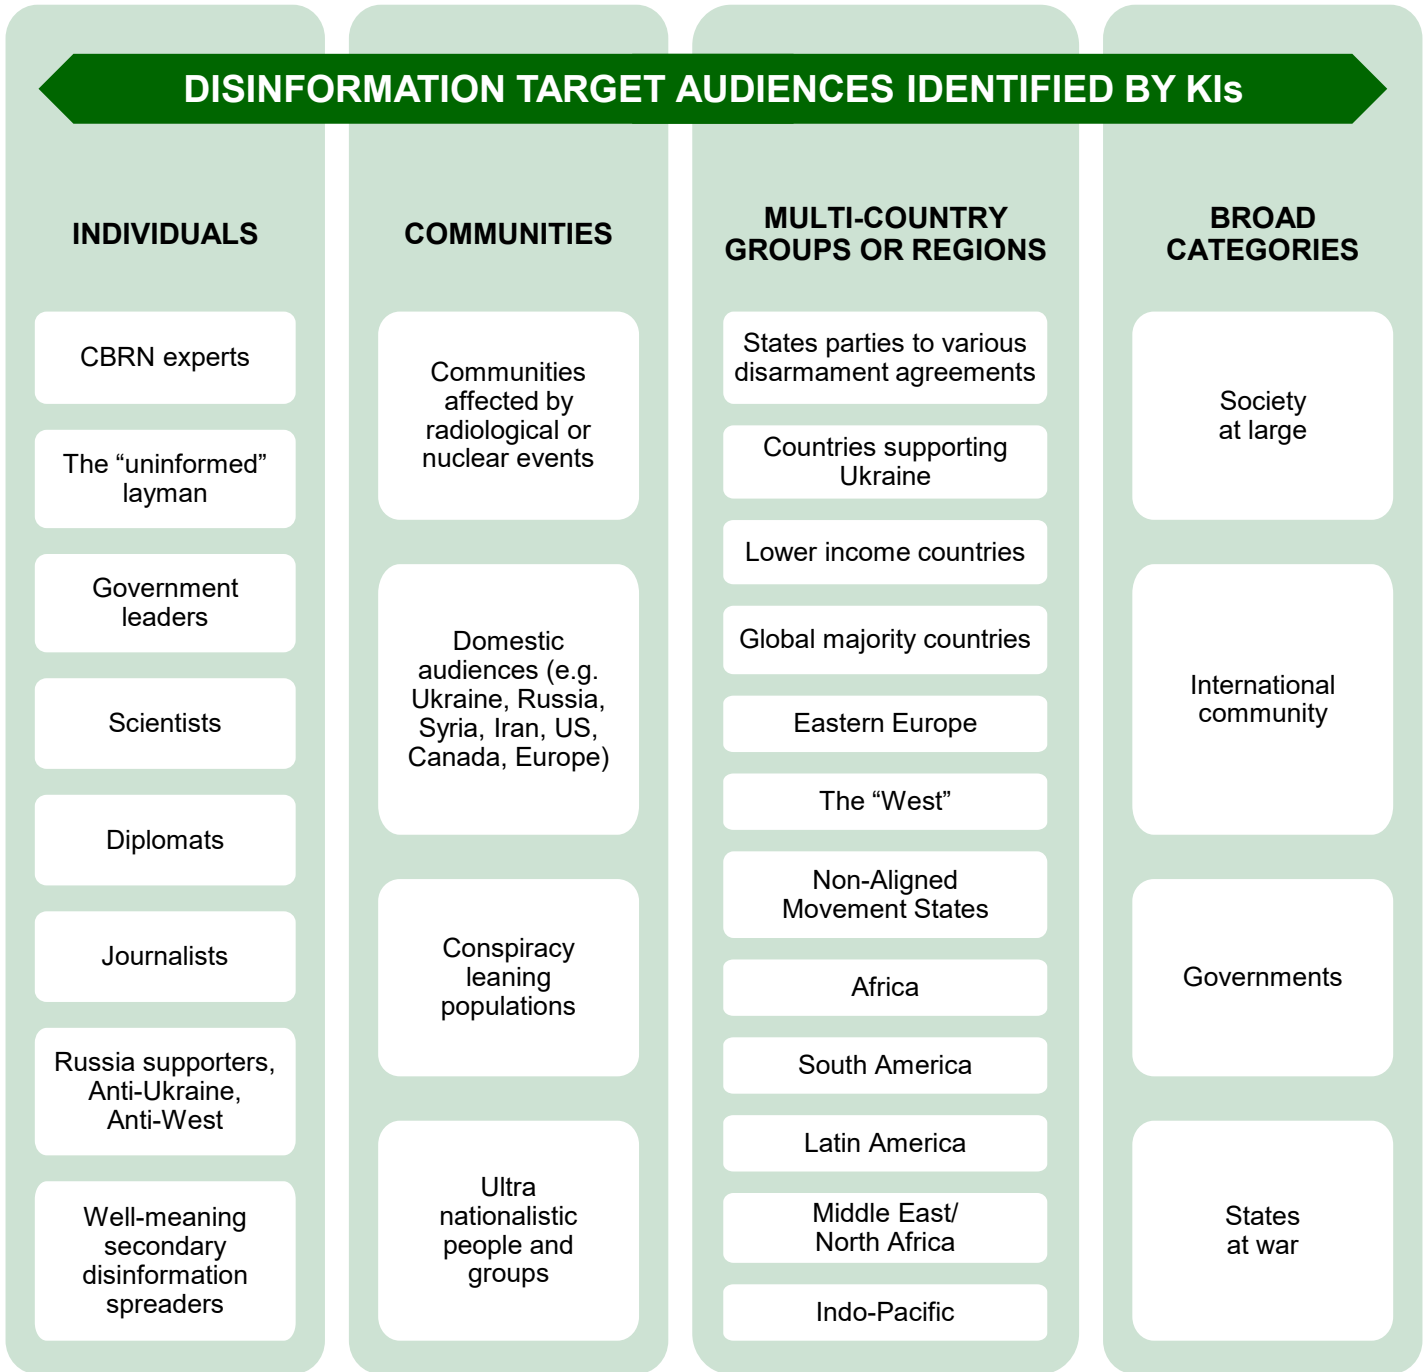 DISINFORMATION TARGET AUDIENCES IDENTIFIED BY KIs
INDIVIDUALS
CBRN experts
The “uninformed”
layman
Government
leaders
Scientists
Diplomats
Journalists
Russia supporters,
Anti-Ukraine,
Anti-West
Well-meaning
secondary
disinformation
spreaders
COMMUNITIES
Communities
affected by
radiological or
nuclear events
Domestic
audiences (e.g.
Ukraine, Russia,
Syria, Iran, US,
Canada, Europe)
Conspiracy
leaning
populations
Ultra
nationalistic
people and
groups
MULTI-COUNTRY
GROUPS OR REGIONS
States parties to various
disarmament agreements
Countries supporting
Ukraine
Lower income countries
Global majority countries
Eastern Europe
The “West”
Non-Aligned
Movement States
Africa
South America
Latin America
Middle East/
North Africa
Indo-Pacific
BROAD
CATEGORIES
Society
at large
International
community
Governments
States
at war